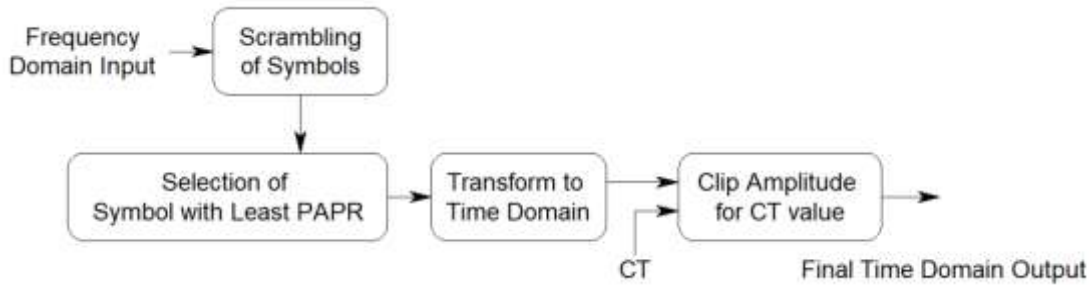 Frequency
Domain Input
Scrambling
of Symbols
Selection of
Symbol with Least PAPR
Transform to
Time Domain
Clip Amplitude
for CT value
CT
Final Time Domain Output